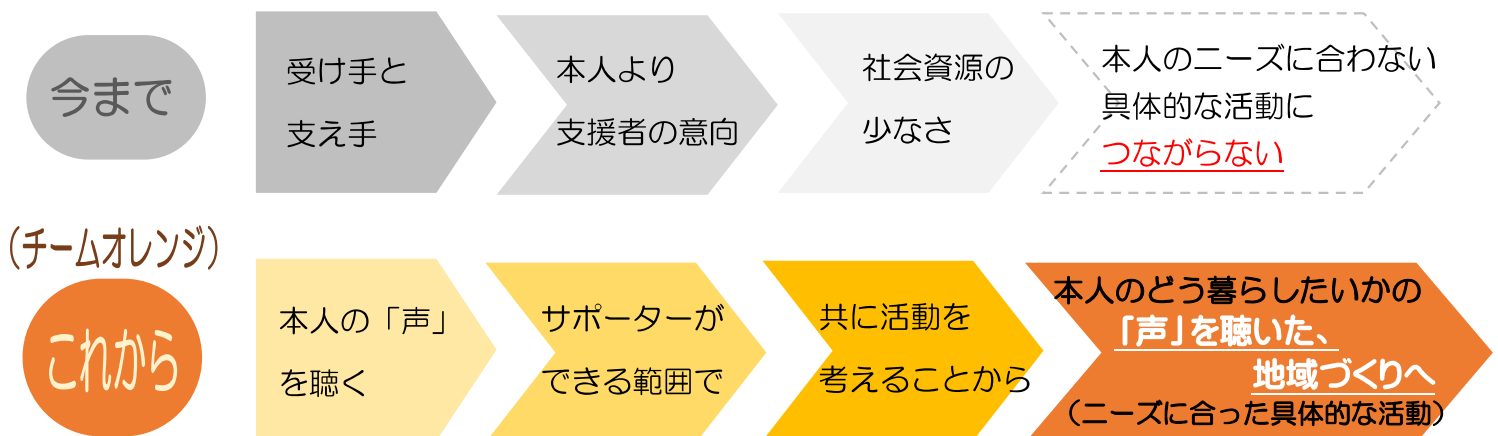 今まで
受け手と
支え手
本人より
支援者の意向
社会資源の
少なさ
本人のニーズに合わない
具体的な活動に
つながらない
（チームオレンジ）
これから
本人の「声」
を聴く
サポーターが
できる範囲で
共に活動を
考えることから
本人のどう暮らしたいかの
「声」を聴いた、
地域づくりへ
（ニーズに合った具体的な活動）